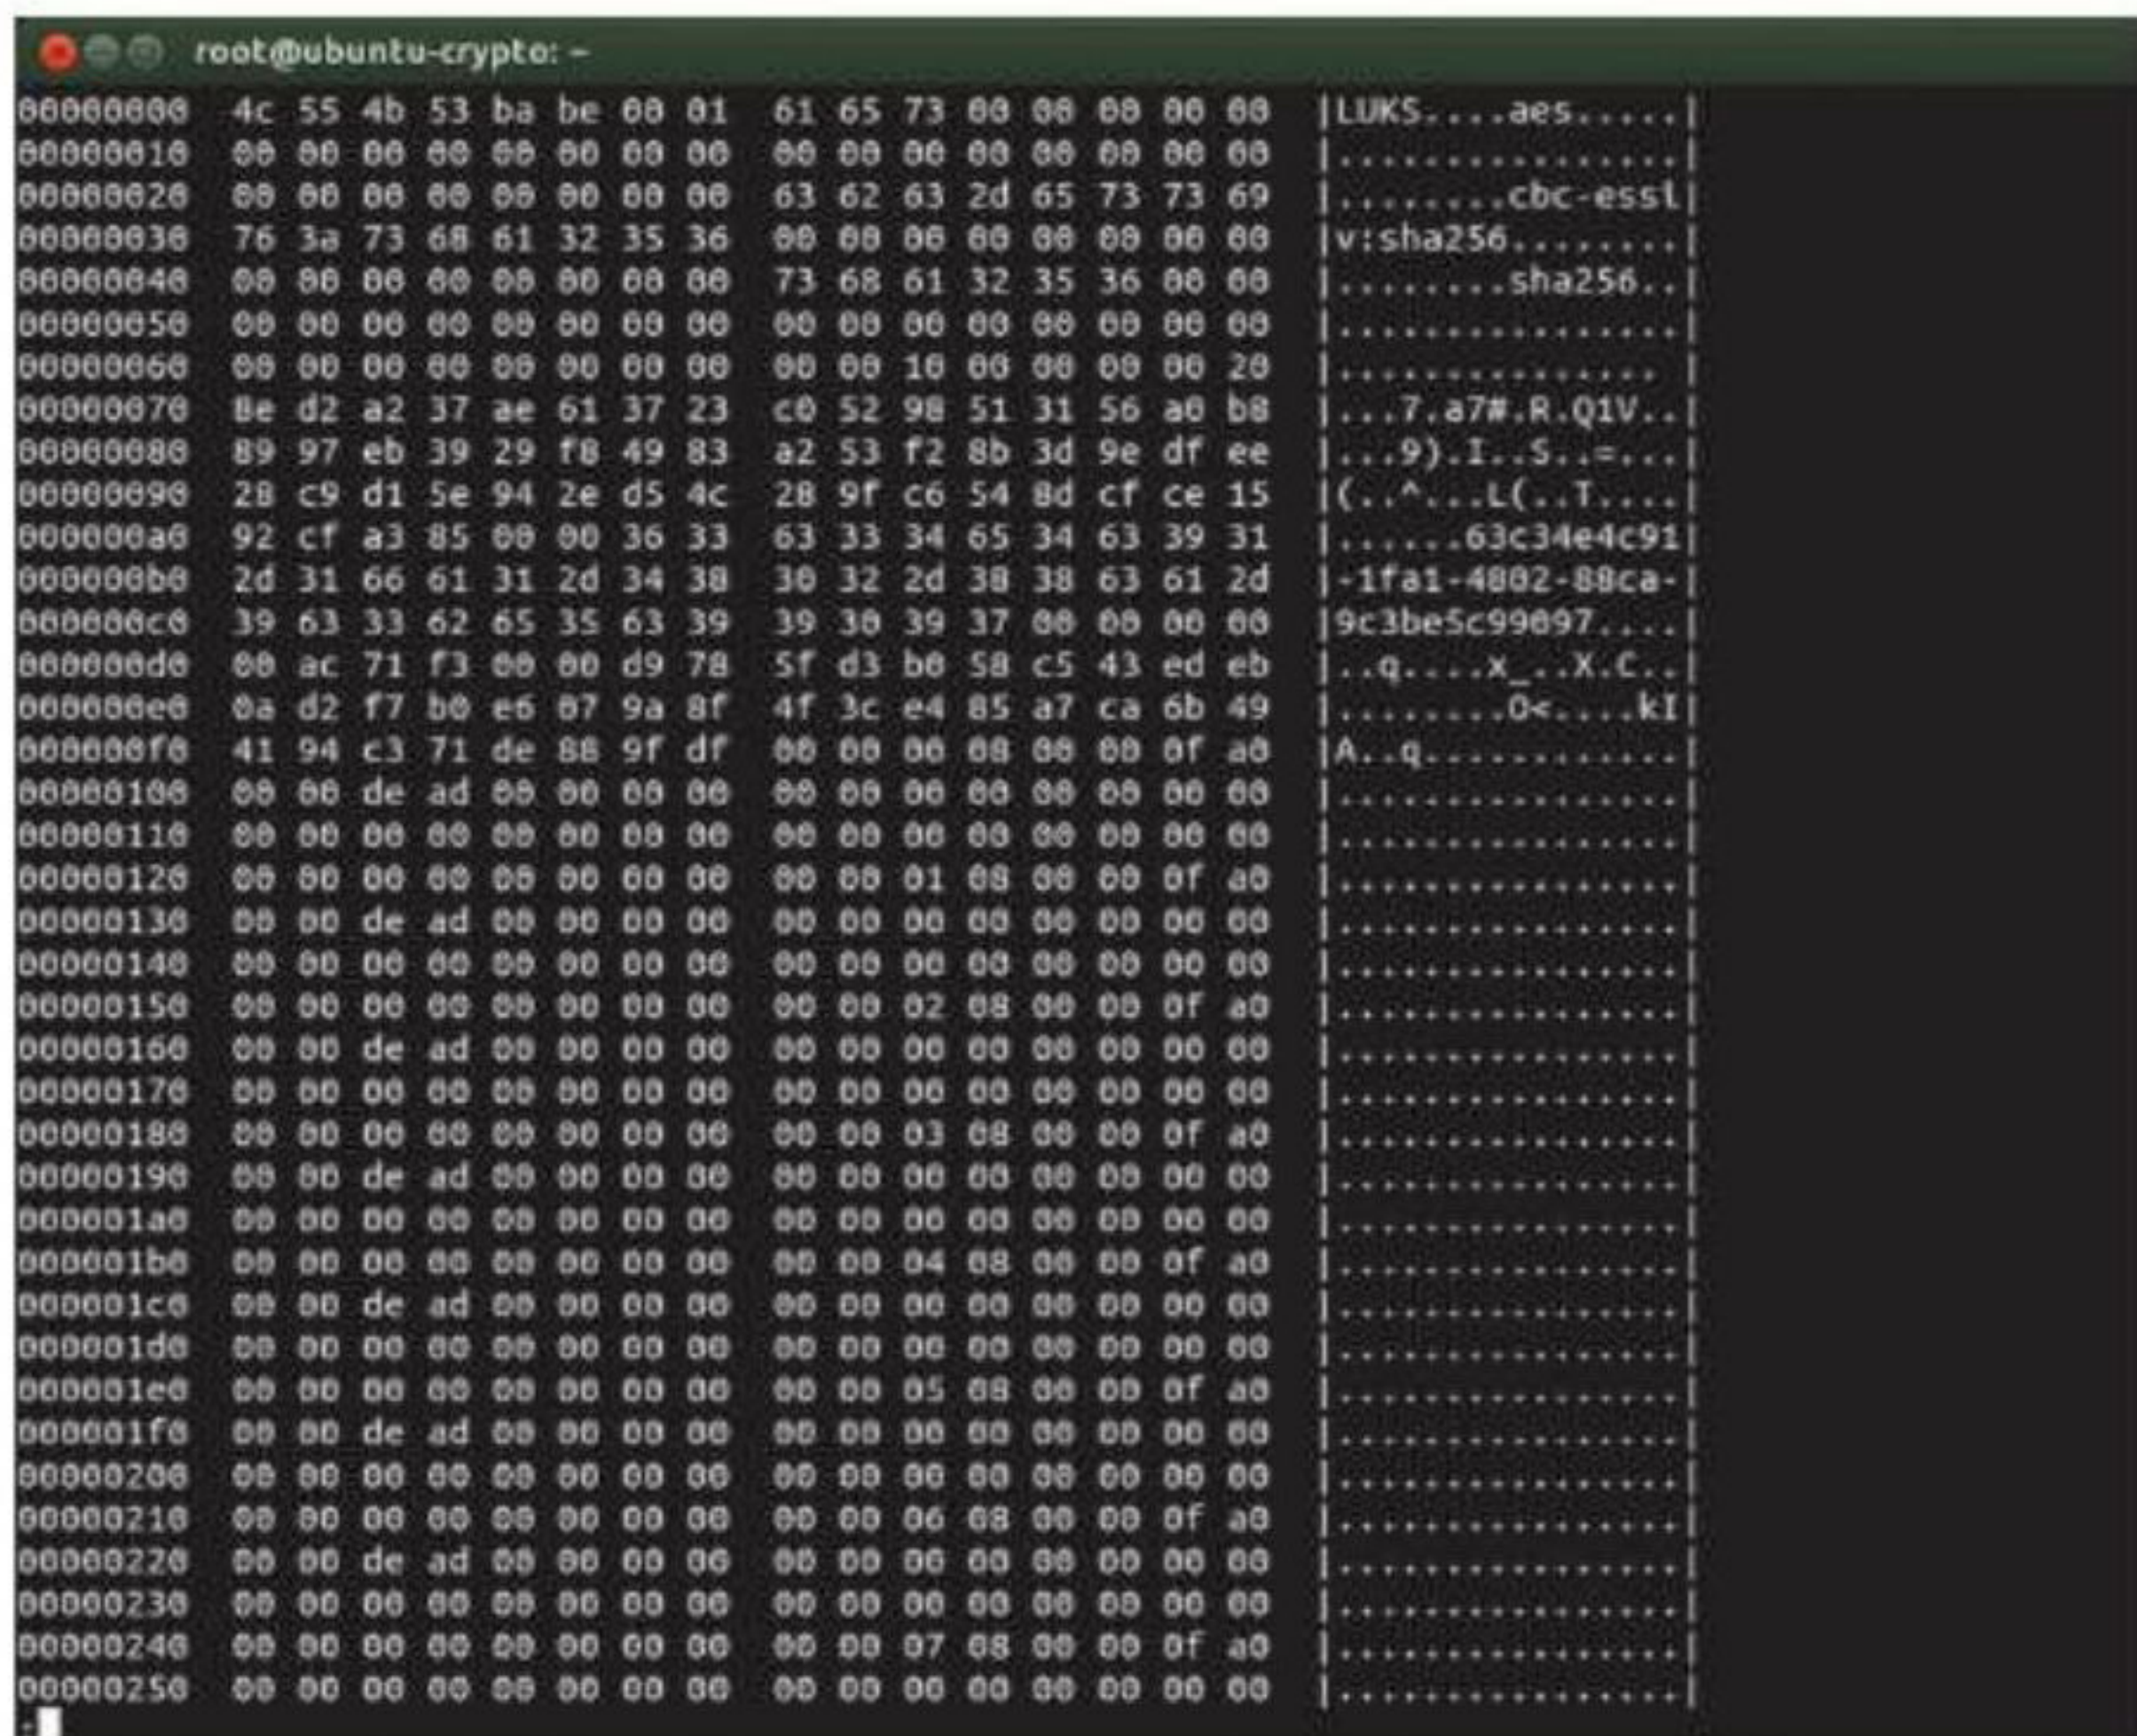 root@ubuntu-crypto: ~
00000000  4c 55 4b 53 ba be 00 01  61 65 73 00 00 00 00 00  |LUKS....aes.....|
00000010  00 00 00 00 00 00 00 00  00 00 00 00 00 00 00 00  |................|
00000020  00 00 00 00 00 00 00 00  63 62 63 2d 65 73 73 69  |........cbc-essi|
00000030  76 3a 73 68 61 32 35 36  00 00 00 00 00 00 00 00  |v:sha256........|
00000040  00 00 00 00 00 00 00 00  73 68 61 32 35 36 00 00  |........sha256..|
00000050  00 00 00 00 00 00 00 00  00 00 00 00 00 00 00 00  |................|
00000060  00 00 00 00 00 00 00 00  00 00 10 00 00 00 00 20  |............... |
00000070  8e d2 a2 37 ae 61 37 23  c0 52 98 51 31 56 a0 b8  |...7.a7#.R.Q1V..|
00000080  89 97 eb 39 29 f8 49 83  a2 53 f2 8b 3d 9e df ee  |...9).I..S..=...|
00000090  28 c9 d1 5e 94 2e d5 4c  28 9f c6 54 8d cf ce 15  |(..^...L(..T....|
000000a0  92 cf a3 85 00 00 36 33  63 33 34 65 34 63 39 31  |......63c34e4c91|
000000b0  2d 31 66 61 31 2d 34 38  30 32 2d 38 38 63 61 2d  |-1fa1-4802-88ca-|
000000c0  39 63 33 62 65 35 63 39  39 30 39 37 00 00 00 00  |9c3be5c99097....|
000000d0  00 ac 71 f3 00 00 d9 78  5f d3 b0 58 c5 43 ed eb  |..q....x_..X.C..|
000000e0  0a d2 f7 b0 e6 07 9a 8f  4f 3c e4 85 a7 ca 6b 49  |........O<....kI|
000000f0  41 94 c3 71 de 88 9f df  00 00 00 08 00 00 0f a0  |A..q............|
00000100  00 00 de ad 00 00 00 00  00 00 00 00 00 00 00 00  |................|
00000110  00 00 00 00 00 00 00 00  00 00 00 00 00 00 00 00  |................|
00000120  00 00 00 00 00 00 00 00  00 00 01 08 00 00 0f a0  |................|
00000130  00 00 de ad 00 00 00 00  00 00 00 00 00 00 00 00  |................|
00000140  00 00 00 00 00 00 00 00  00 00 00 00 00 00 00 00  |................|
00000150  00 00 00 00 00 00 00 00  00 00 02 08 00 00 0f a0  |................|
00000160  00 00 de ad 00 00 00 00  00 00 00 00 00 00 00 00  |................|
00000170  00 00 00 00 00 00 00 00  00 00 00 00 00 00 00 00  |................|
00000180  00 00 00 00 00 00 00 00  00 00 03 08 00 00 0f a0  |................|
00000190  00 00 de ad 00 00 00 00  00 00 00 00 00 00 00 00  |................|
000001a0  00 00 00 00 00 00 00 00  00 00 00 00 00 00 00 00  |................|
000001b0  00 00 00 00 00 00 00 00  00 00 04 08 00 00 0f a0  |................|
000001c0  00 00 de ad 00 00 00 00  00 00 00 00 00 00 00 00  |................|
000001d0  00 00 00 00 00 00 00 00  00 00 00 00 00 00 00 00  |................|
000001e0  00 00 00 00 00 00 00 00  00 00 05 08 00 00 0f a0  |................|
000001f0  00 00 de ad 00 00 00 00  00 00 00 00 00 00 00 00  |................|
00000200  00 00 00 00 00 00 00 00  00 00 00 00 00 00 00 00  |................|
00000210  00 00 00 00 00 00 00 00  00 00 06 08 00 00 0f a0  |................|
00000220  00 00 de ad 00 00 00 00  00 00 00 00 00 00 00 00  |................|
00000230  00 00 00 00 00 00 00 00  00 00 00 00 00 00 00 00  |................|
00000240  00 00 00 00 00 00 00 00  00 00 07 08 00 00 0f a0  |................|
00000250  00 00 00 00 00 00 00 00  00 00 00 00 00 00 00 00  |................|
: